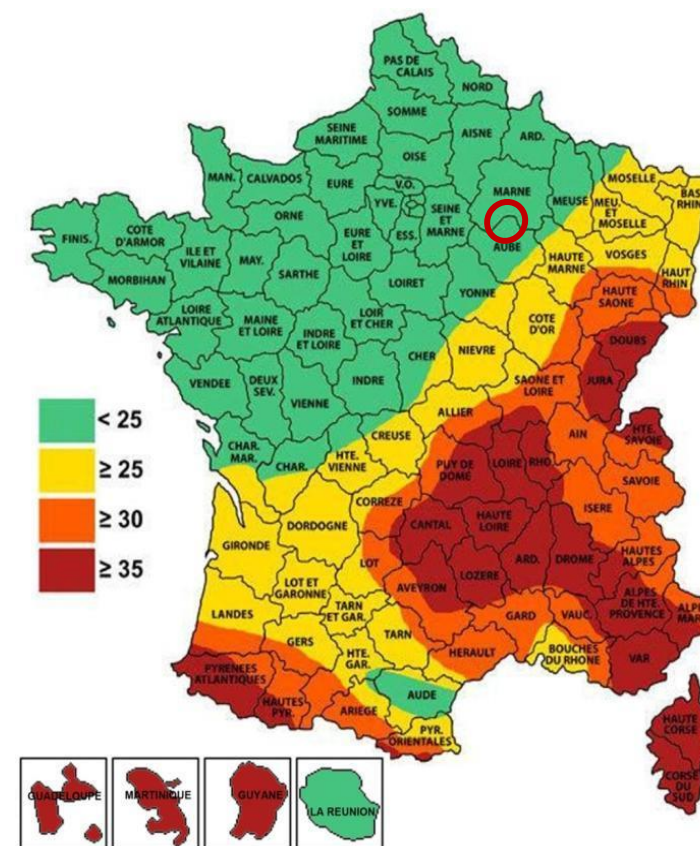 PAS DE
CALAIS
NORD
SOMME
SEINE
MARITIME
AISNE
ARD.
OISE
MAN.
CALVADOS
EURE
V.O.
YVE.
ESS.
SEINE
ET
MARNE
MARNE
MEUSE
MEU.
ET
MOSELLE
MOSELLE
BAS
RHIN
FINIS.
COTE
D'ARMOR
ORNE
ILE ET
VILAINE
MAY.
SARTHE
EURE
ET
LOIRE
AUBE
HAUTE
MARNE
VOSGES
HAUT
RHIN
MORBIHAN
LOIRE
ATLANTIQUE
MAINE
ET LOIRE
INDRE
ET LOIRE
LOIR
ET CHER
LOIRET
YONNE
COTE
D'OR
HAUTE
SAONE
DOUBS
VENDEE
DEUX
SEV.
VIENNE
INDRE
CHER
NIEVRE
SAONE ET
LOIRE
JURA
< 25
≥ 25
≥ 30
≥ 35
CHAR.
MAR.
CHAR.
HTE.
VIENNE
CREUSE
ALLIER
PUY DE
DOME
LOIRE
RHO
AIN
HTE.
SAVOIE
SAVOIE
ISERE
GIRONDE
DORDOGNE
CORREZE
CANTAL
HAUTE
LOIRE
ARD.
DROME
HAUTES
ALPES
LOT
LOT ET
GARONNE
AVEYRON
LOZERE
LANDES
TARN
ET GAR.
TARN
GARD
VAUC.
ALPES
DE HTE.
PROVENCE
ALP
MAR
GERS
HTE.
GAR.
HERAULT
BOUCHES
DU RHONE
VAR
PYRENEES
ATLANTIQUES
HAUTES
PYR.
ARIEGE
AUDE
PYR.
ORIENTALES
HAUTE
CORSE
CORSE
DU
SUD
GUADELOUPE
MARTINIQUE
GUYANE
LA REUNION